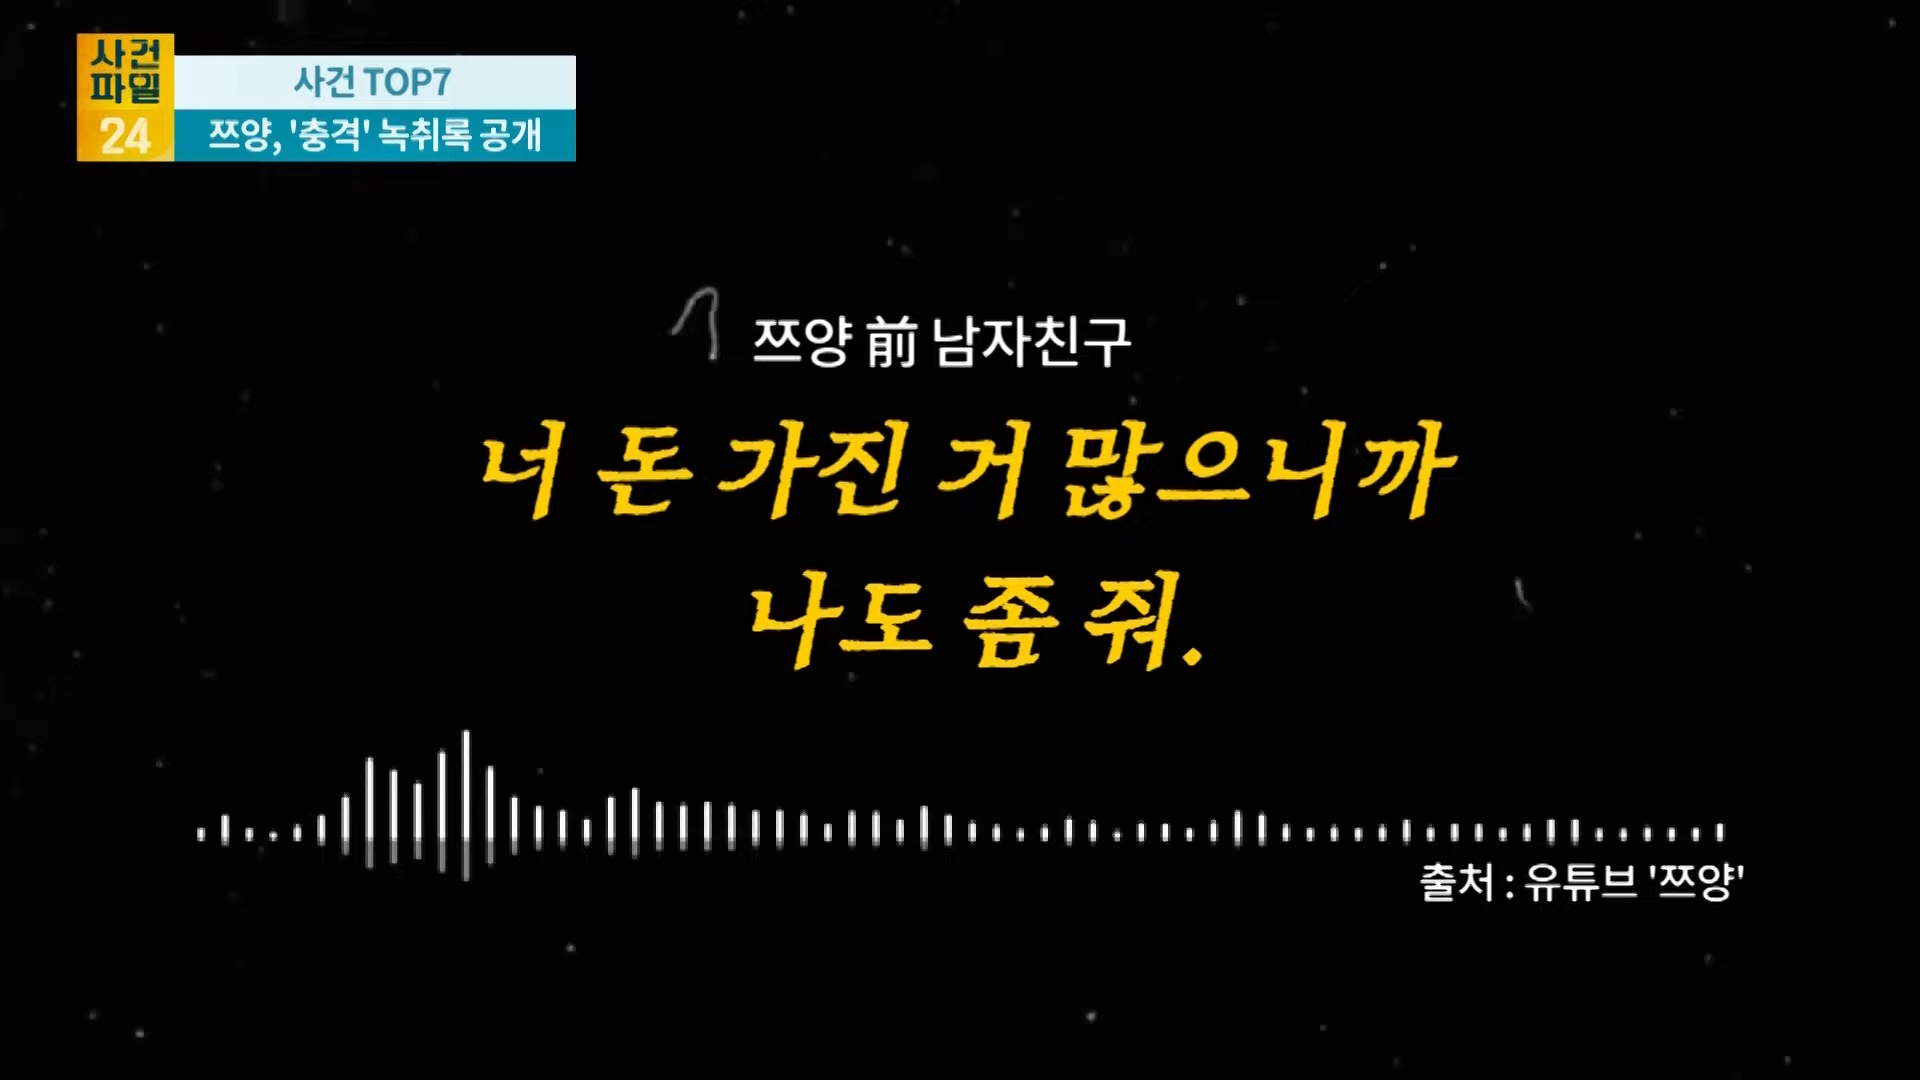 사건
파일
24
사건 TOP7
쯔양, '충격' 녹취록 공개
쯔양 前 남자친구
너 돈 가진 거 많으니까
나도 좀 줘.
출처 : 유튜브 '쯔양'